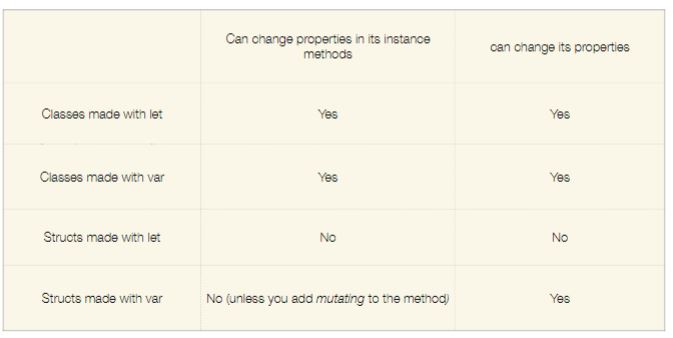 Can change properties in its instance
methods
can change its properties
Classes made with let
Yes
Yes
Classes made with var
Yes
Yes
Structs made with let
No
No
Structs made with var
No (unless you add mutating to the method)
Yes